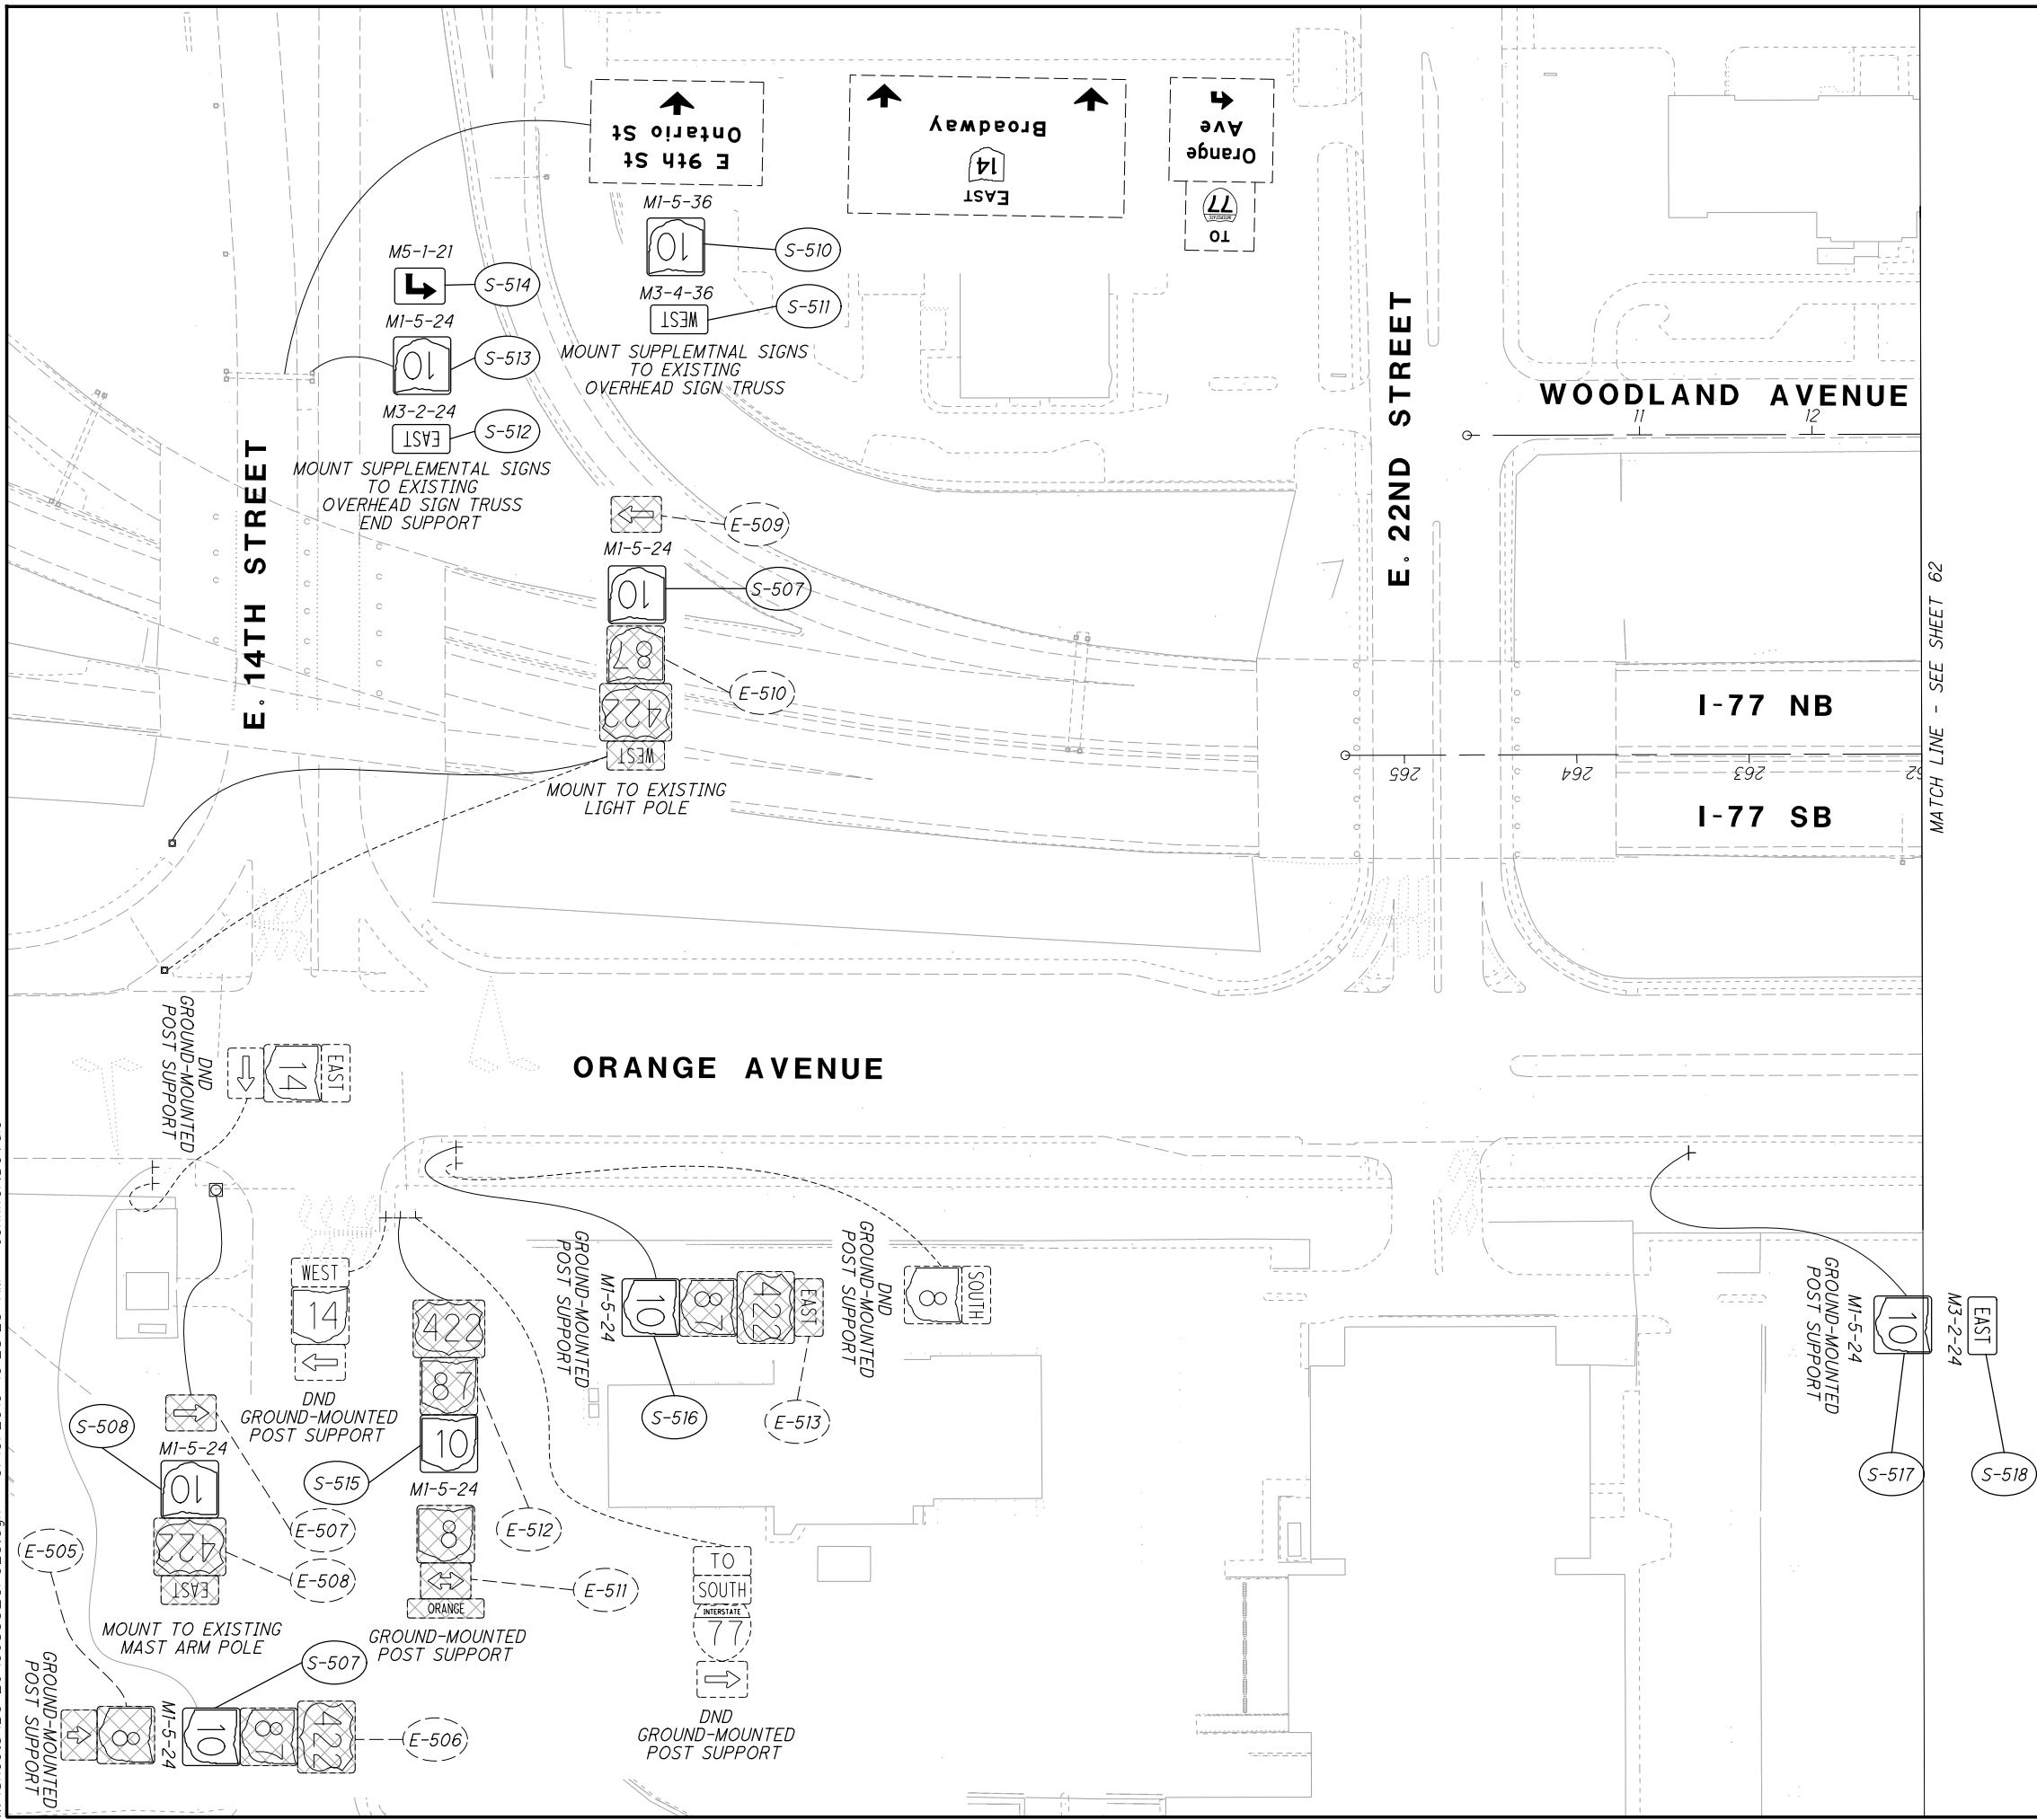 E 9th St
Ontario St
EAST
14
Broadway
TO
INTERSTATE
77
Orange
Ave
M1-5-36
10
S-510
M3-4-36
WEST
S-511
MOUNT SUPPLEMTNAL SIGNS
TO EXISTING
OVERHEAD SIGN TRUSS
M5-1-21
S-514
M1-5-24
10
S-513
M3-2-24
EAST
S-512
MOUNT SUPPLEMENTAL SIGNS
TO EXISTING
OVERHEAD SIGN TRUSS
END SUPPORT
E. 14TH STREET
E. 22ND STREET
WOODLAND AVENUE
11
12
E-509
M1-5-24
10
S-507
87
E-510
422
WEST
MOUNT TO EXISTING
LIGHT POLE
I-77 NB
265
264
263
I-77 SB
MATCH LINE - SEE SHEET 62
ORANGE AVENUE
EAST
14
DND
GROUND-MOUNTED
POST SUPPORT
WEST
14
DND
GROUND-MOUNTED
POST SUPPORT
422
87
10
S-515
M1-5-24
E-512
8
E-511
ORANGE
GROUND-MOUNTED
POST SUPPORT
EAST
422
87
10
M1-5-24
GROUND-MOUNTED
POST SUPPORT
S-516
E-513
SOUTH
8
DND
GROUND-MOUNTED
POST SUPPORT
EAST
M3-2-24
10
M1-5-24
GROUND-MOUNTED
POST SUPPORT
S-517
S-518
S-508
M1-5-24
10
422
EAST
E-507
E-508
MOUNT TO EXISTING
MAST ARM POLE
E-505
S-507
422
87
10
M1-5-24
8
GROUND-MOUNTED
POST SUPPORT
E-506
TO
SOUTH
INTERSTATE
77
DND
GROUND-MOUNTED
POST SUPPORT